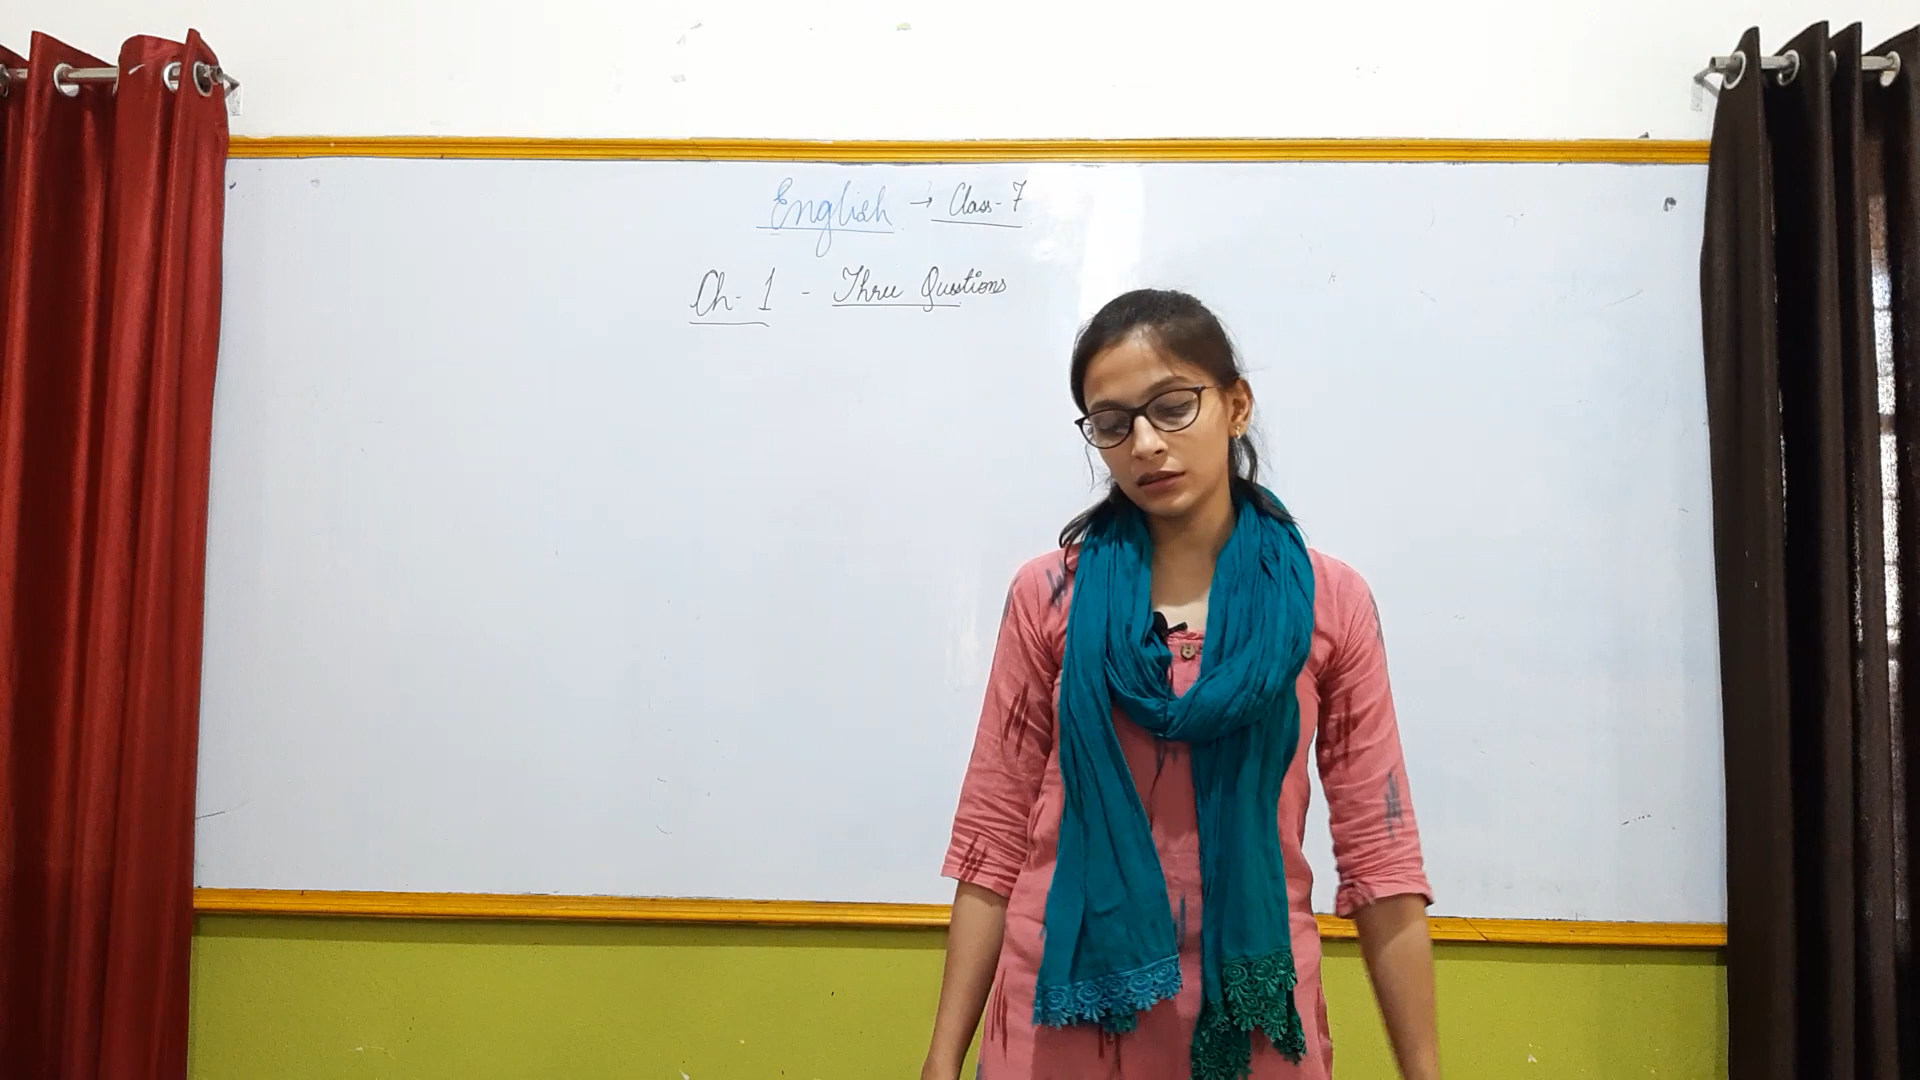 English → Class-7
Ch-1 - Three Questions